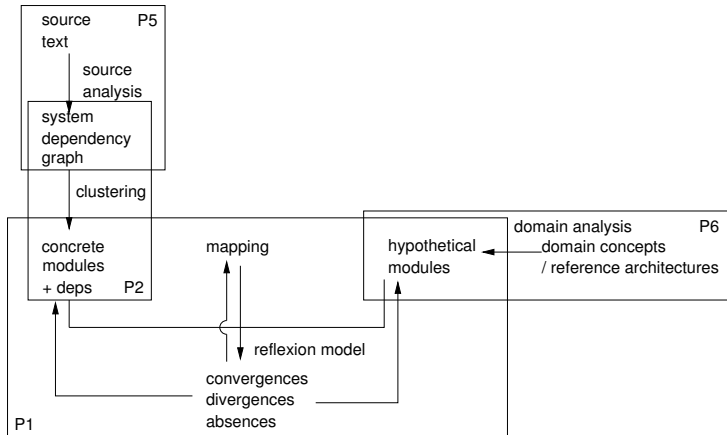 source P5
text
source
analysis
system
dependency
graph
clustering
concrete
modules
+ deps P2
mapping
hypothetical
modules
domain analysis P6
domain concepts
/ reference architectures
reflexion model
convergences
divergences
absences
P1